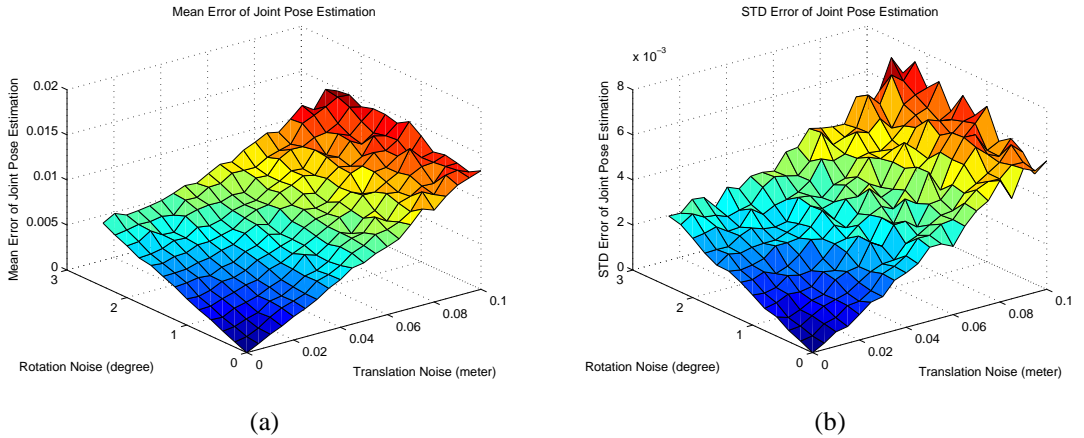 Mean Error of Joint Pose Estimation
0.02
0.015
0.01
0.005
0
Mean Error of Joint Pose Estimation
3
2
1
0
Rotation Noise (degree)
0
0.02
0.04
0.06
0.08
0.1
Translation Noise (meter)
(a)
STD Error of Joint Pose Estimation
x 10⁻³
8
6
4
2
0
STD Error of Joint Pose Estimation
3
2
1
0
Rotation Noise (degree)
0
0.02
0.04
0.06
0.08
0.1
Translation Noise (meter)
(b)